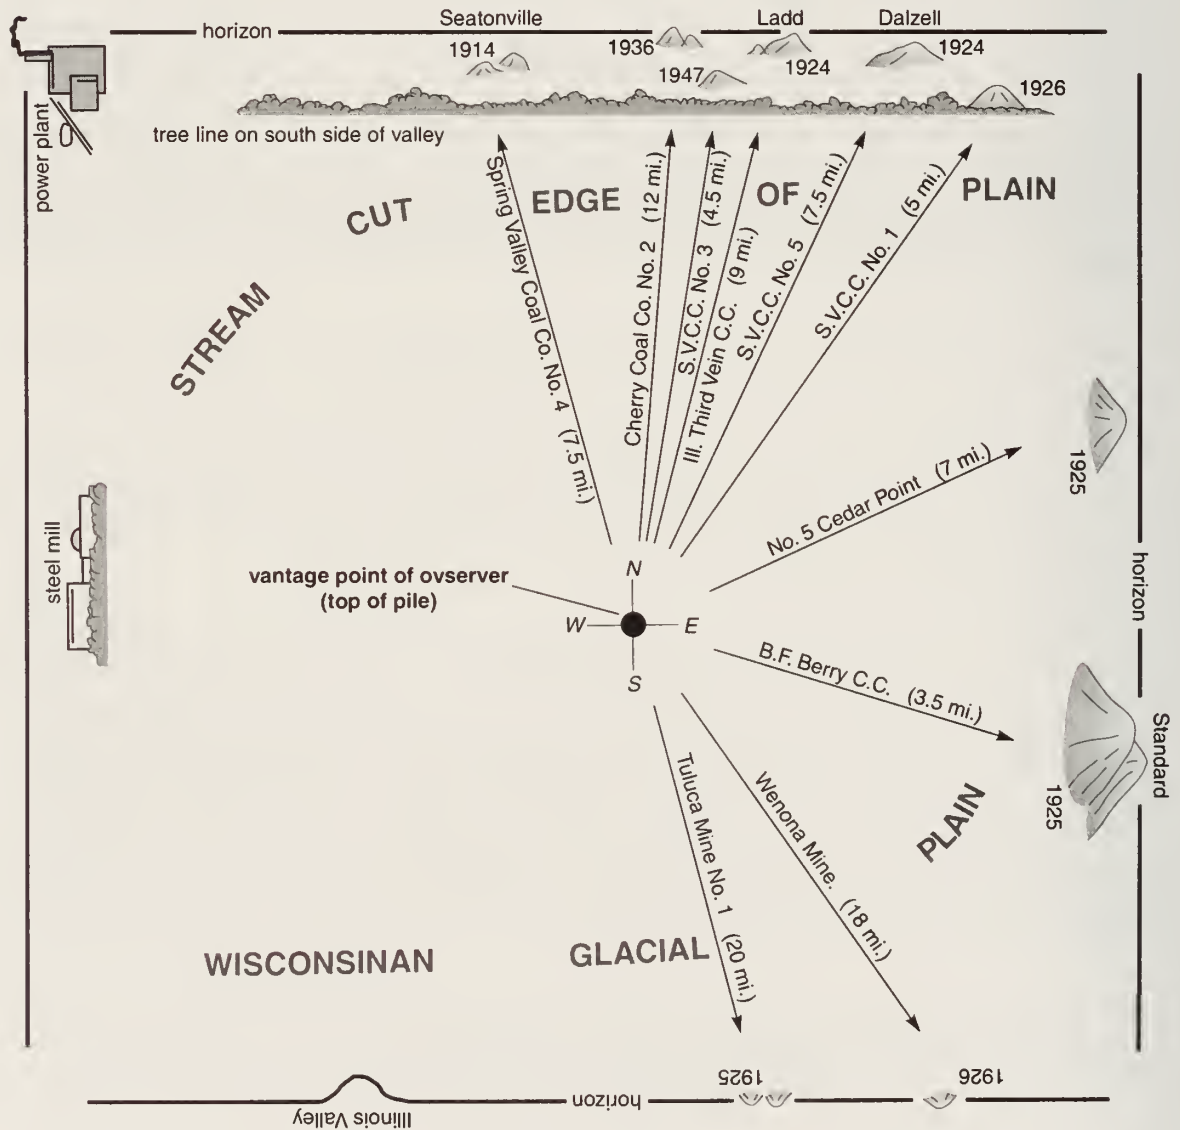 Seatonville
Ladd
Dalzell
horizon
1914
1936
1924
1947
1924
1926
power plant
tree line on south side of valley
STREAM
CUT
EDGE
OF
PLAIN
Spring Valley Coal Co. No. 4 (7.5 mi.)
Cherry Coal Co. No. 2 (12 mi.)
S.V.C.C. No. 3 (4.5 mi.)
Ill. Third Vein C.C. (9 mi.)
S.V.C.C. No. 5 (7.5 mi.)
S.V.C.C. No. 1 (5 mi.)
No. 5 Cedar Point (7 mi.)
1925
horizon
steel mill
vantage point of ovserver
(top of pile)
N
W
E
S
B.F. Berry C.C. (3.5 mi.)
Standard
1925
Tuluca Mine No. 1 (20 mi.)
Wenona Mine. (18 mi.)
PLAIN
WISCONSINAN
GLACIAL
1925
1926
horizon
Illinois Valley